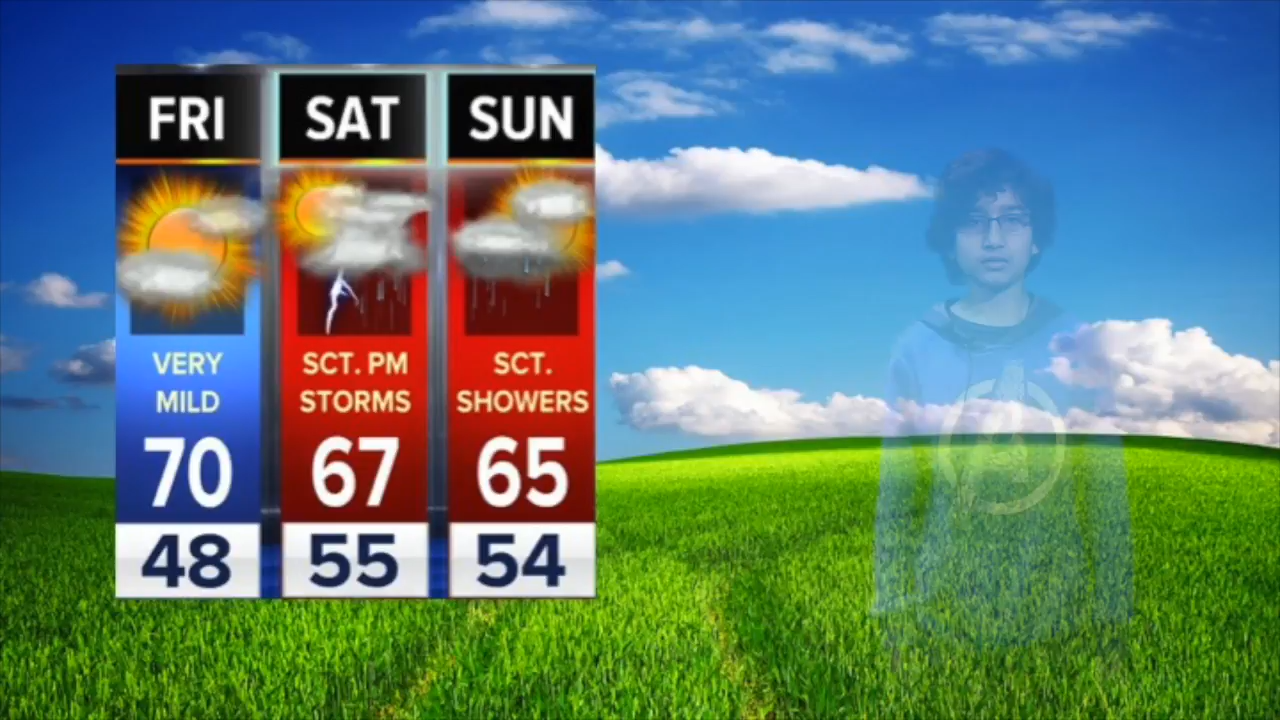 FRI SAT SUN
VERY
MILD
SCT. PM
STORMS
SCT.
SHOWERS
70 67 65
48 55 54